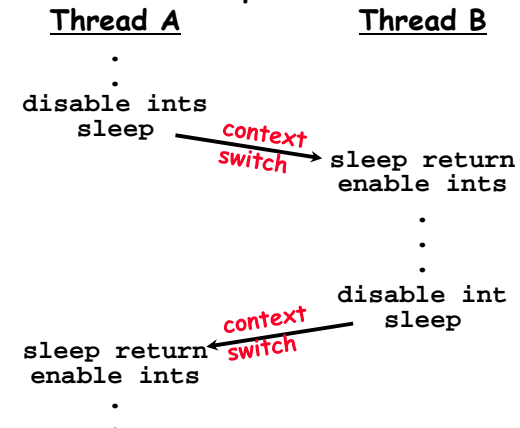 Thread A
Thread B
.
.
disable ints
sleep
context
switch
sleep return
enable ints
.
.
.
disable int
sleep
context
switch
sleep return
enable ints
.
.